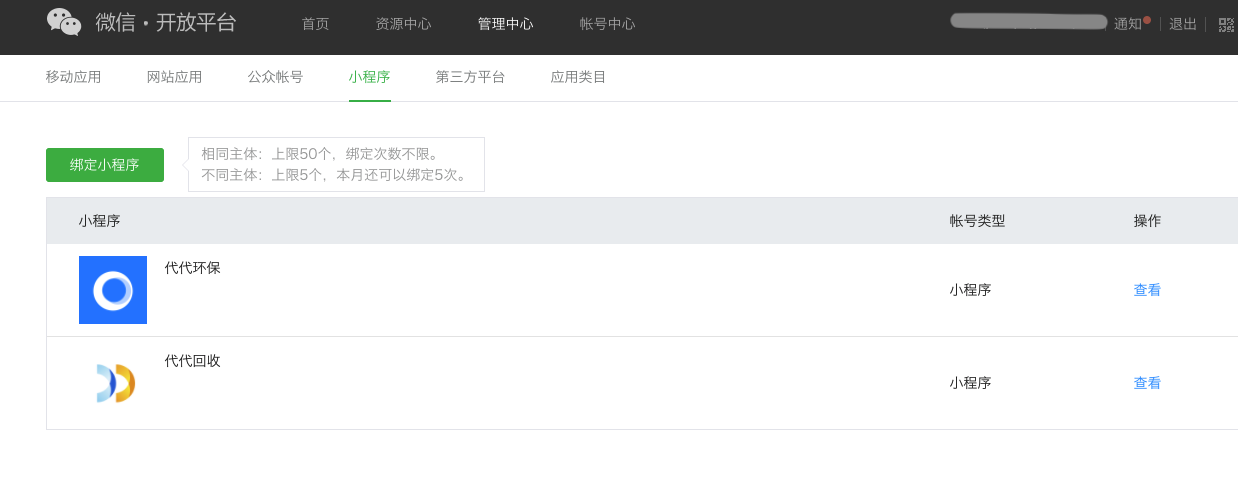 微信·开放平台 首页 资源中心 管理中心 帐号中心 通知 退出
移动应用 网站应用 公众帐号 小程序 第三方平台 应用类目
绑定小程序
相同主体：上限50个，绑定次数不限。
不同主体：上限5个，本月还可以绑定5次。
小程序 帐号类型 操作
代代环保
小程序 查看
代代回收
小程序 查看